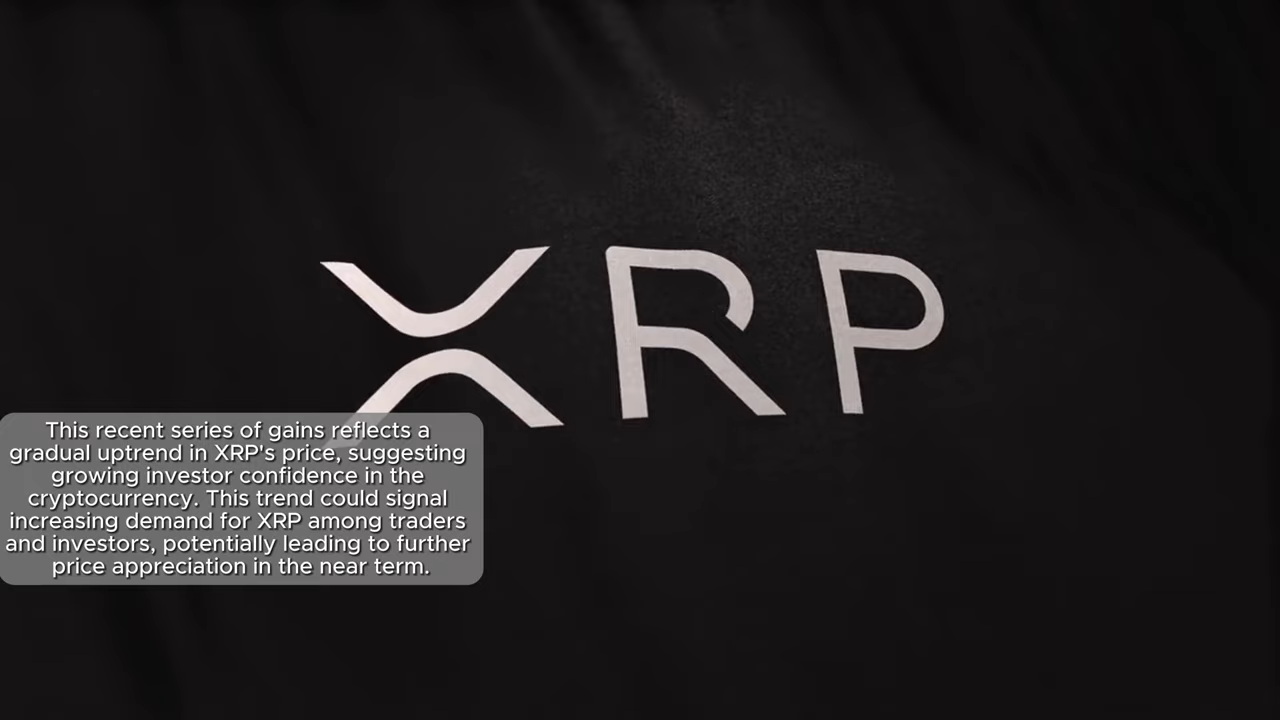 XRP
This recent series of gains reflects a
gradual uptrend in XRP's price, suggesting
growing investor confidence in the
cryptocurrency. This trend could signal
increasing demand for XRP among traders
and investors, potentially leading to further
price appreciation in the near term.